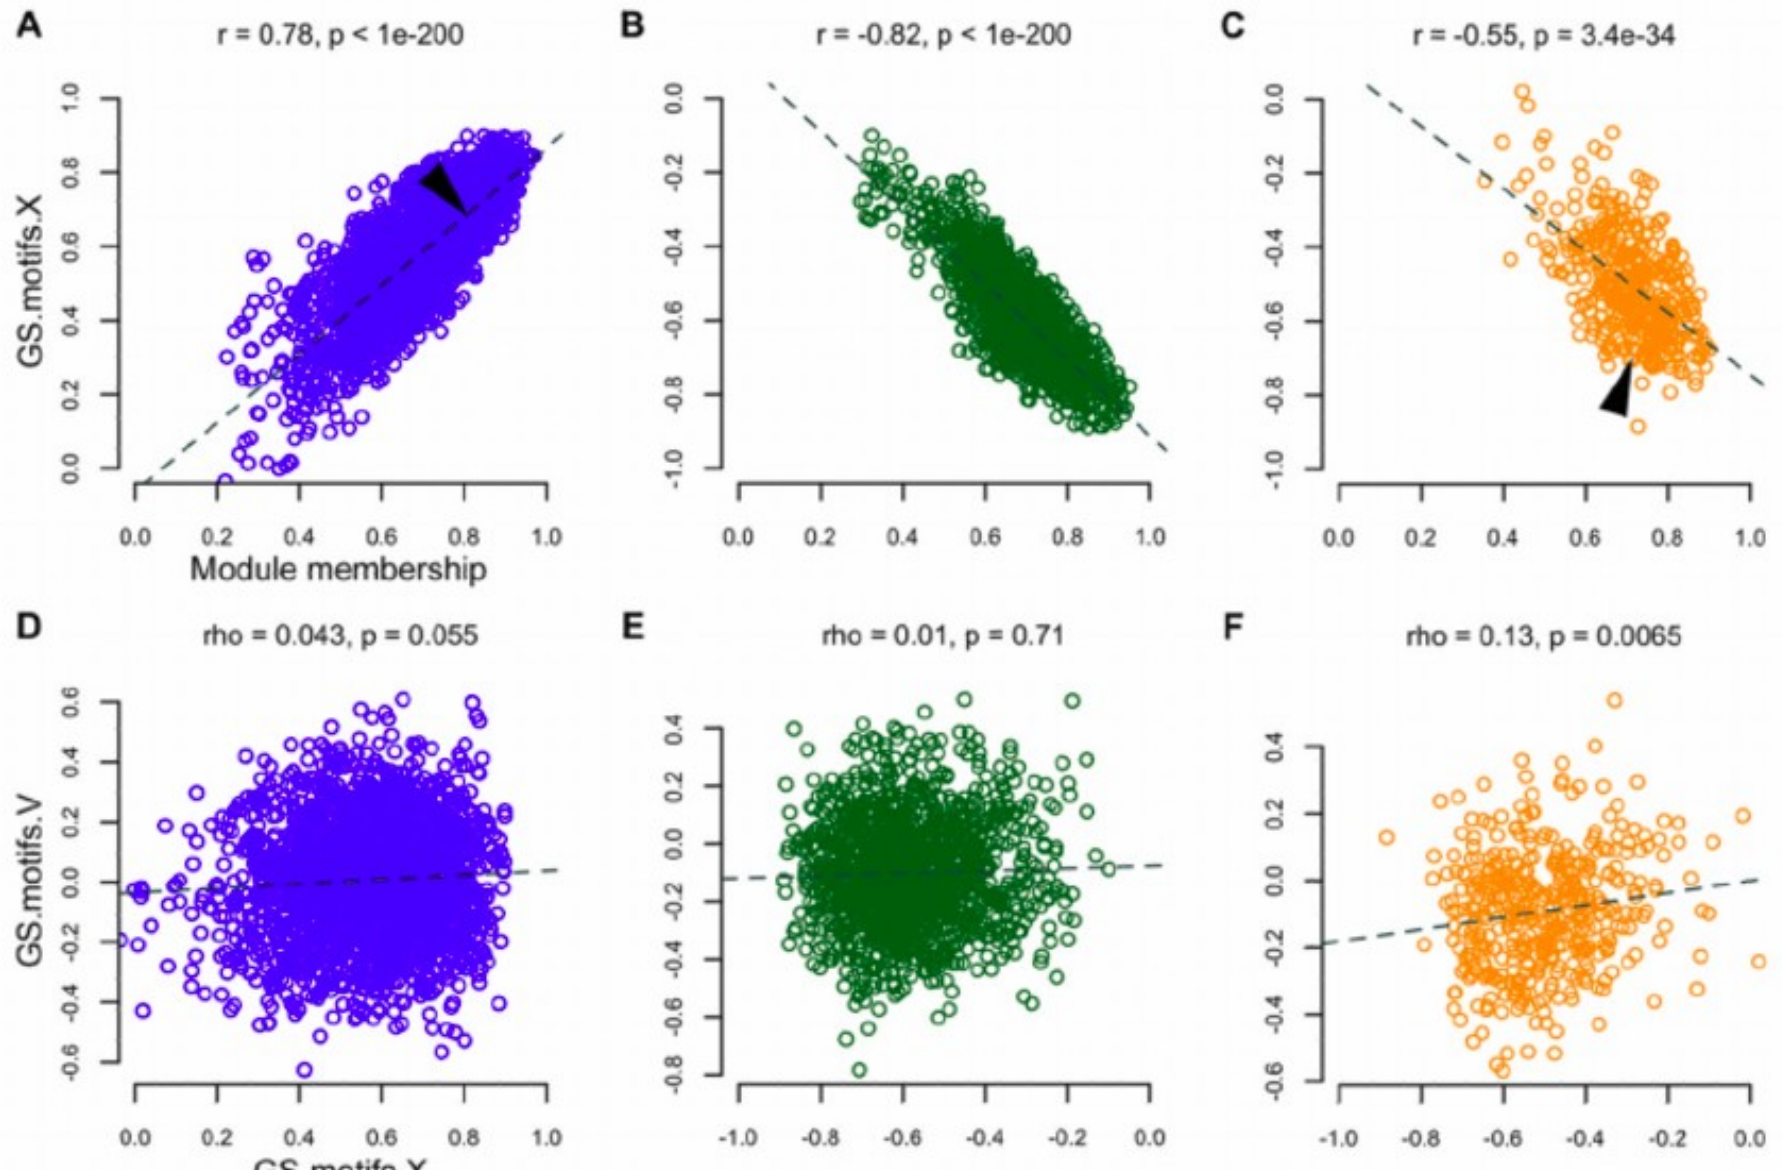 A
r = 0.78, p < 1e-200
B
r = -0.82, p < 1e-200
C
r = -0.55, p = 3.4e-34
GS.motifs.X
1.0
0.8
0.6
0.4
0.2
0.0
0.0
-0.2
-0.4
-0.6
-0.8
-1.0
0.0
-0.2
-0.4
-0.6
-0.8
-1.0
0.0 0.2 0.4 0.6 0.8 1.0
0.0 0.2 0.4 0.6 0.8 1.0
0.0 0.2 0.4 0.6 0.8 1.0
Module membership
D
rho = 0.043, p = 0.055
E
rho = 0.01, p = 0.71
F
rho = 0.13, p = 0.0065
GS.motifs.V
0.6
0.4
0.2
0.0
-0.2
-0.4
-0.6
0.4
0.2
0.0
-0.2
-0.4
-0.6
-0.8
0.4
0.2
0.0
-0.2
-0.4
-0.6
0.0 0.2 0.4 0.6 0.8 1.0
-1.0 -0.8 -0.6 -0.4 -0.2 0.0
-1.0 -0.8 -0.6 -0.4 -0.2 0.0
GS.motifs.X